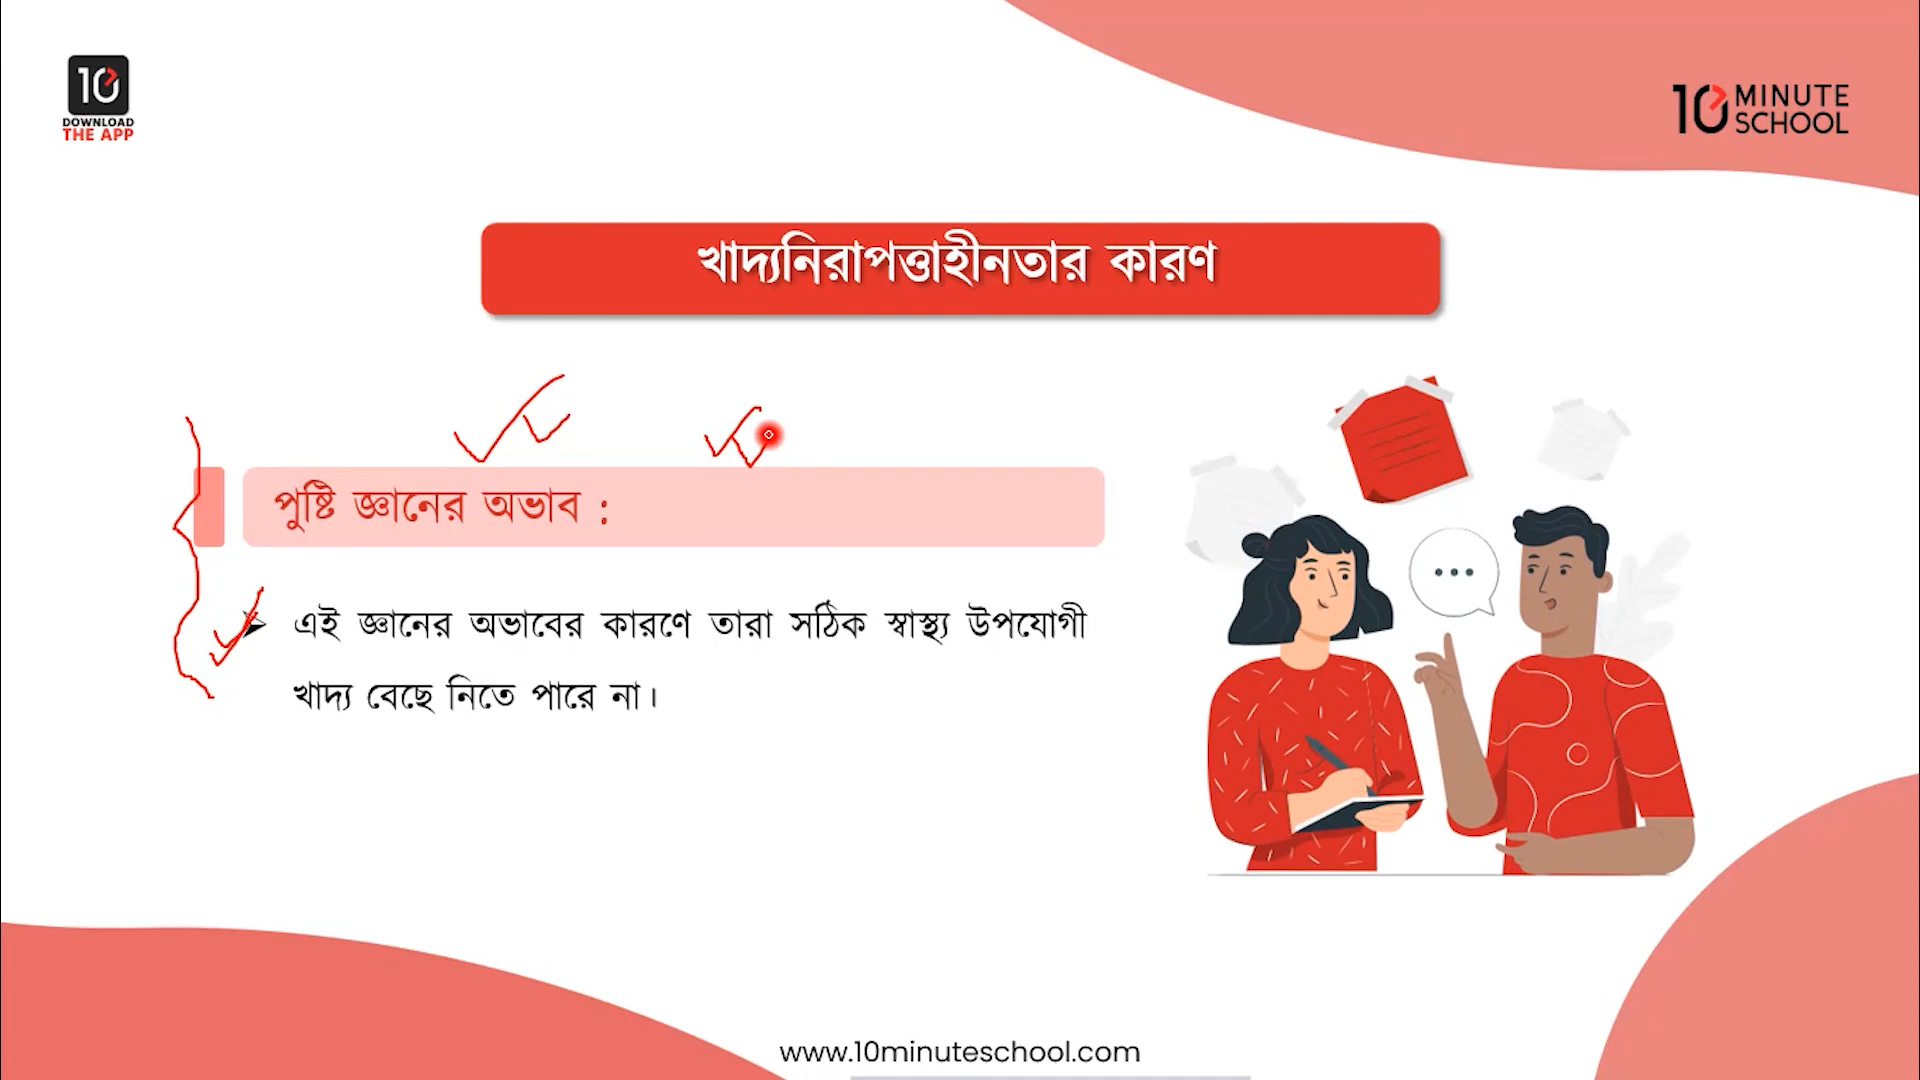 10
DOWNLOAD
THE APP
10 MINUTE
SCHOOL
খাদ্যনিরাপত্তাহীনতার কারণ
পুষ্টি জ্ঞানের অভাব :
➤ এই জ্ঞানের অভাবের কারণে তারা সঠিক স্বাস্থ্য উপযোগী
খাদ্য বেছে নিতে পারে না।
www.10minuteschool.com